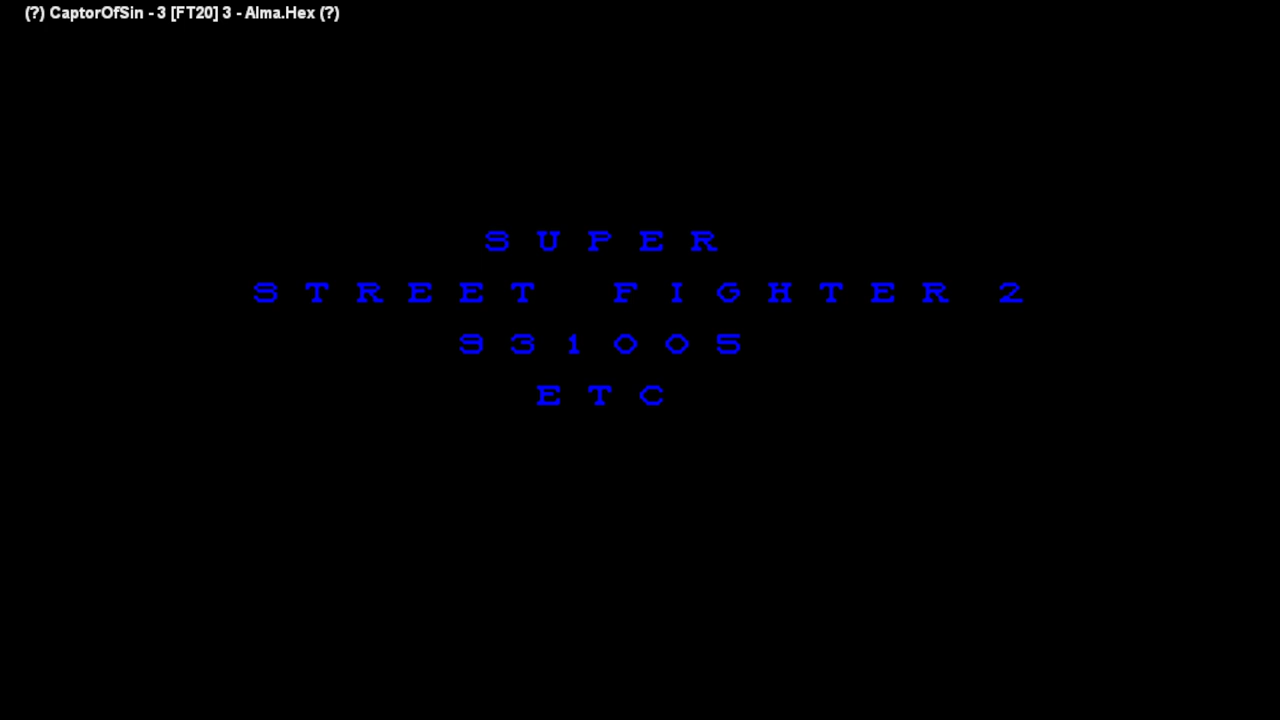 (?) CaptorOfSin - 3 [FT20] 3 - Alma.Hex (?)
SUPER
STREET FIGHTER 2
931005
ETC